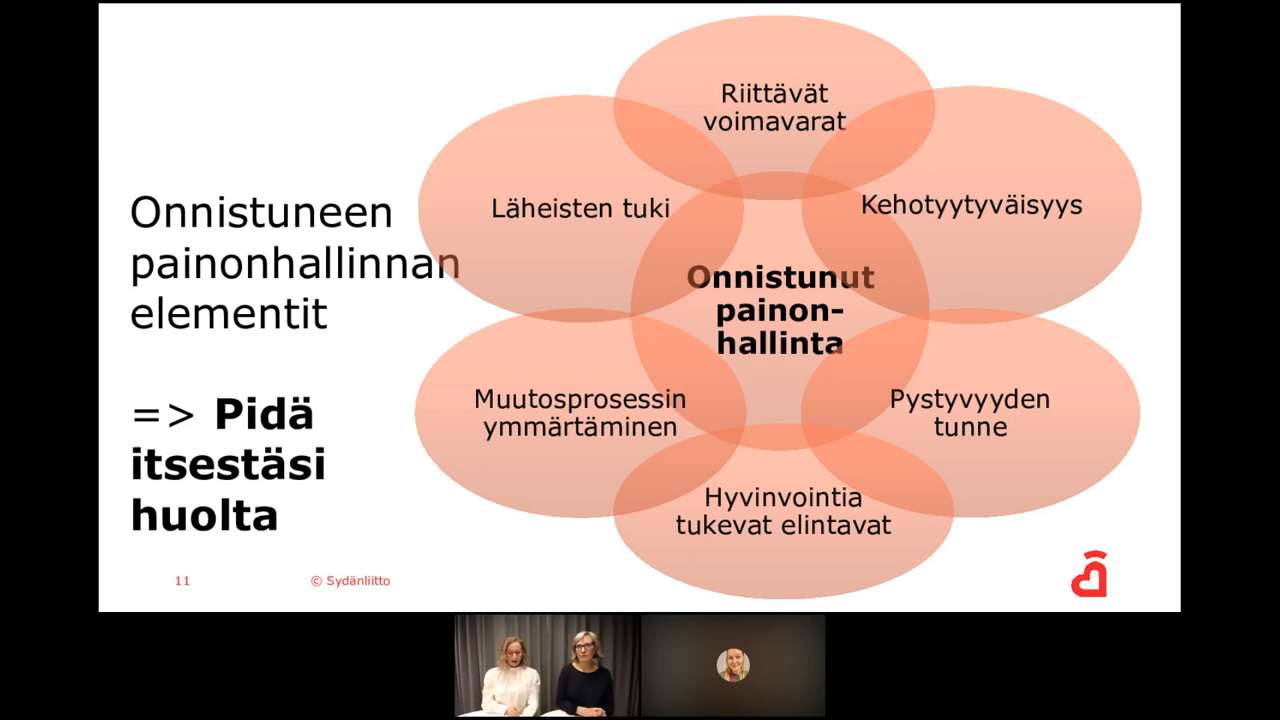 Onnistuneen
painonhallinnan
elementit
=> Pidä
itsestäsi
huolta
Riittävät
voimavarat
Läheisten tuki
Kehotyytyväisyys
Onnistunut
painon-
hallinta
Muutosprosessin
ymmärtäminen
Pystyvyyden
tunne
Hyvinvointia
tukevat elintavat
11
© Sydänliitto